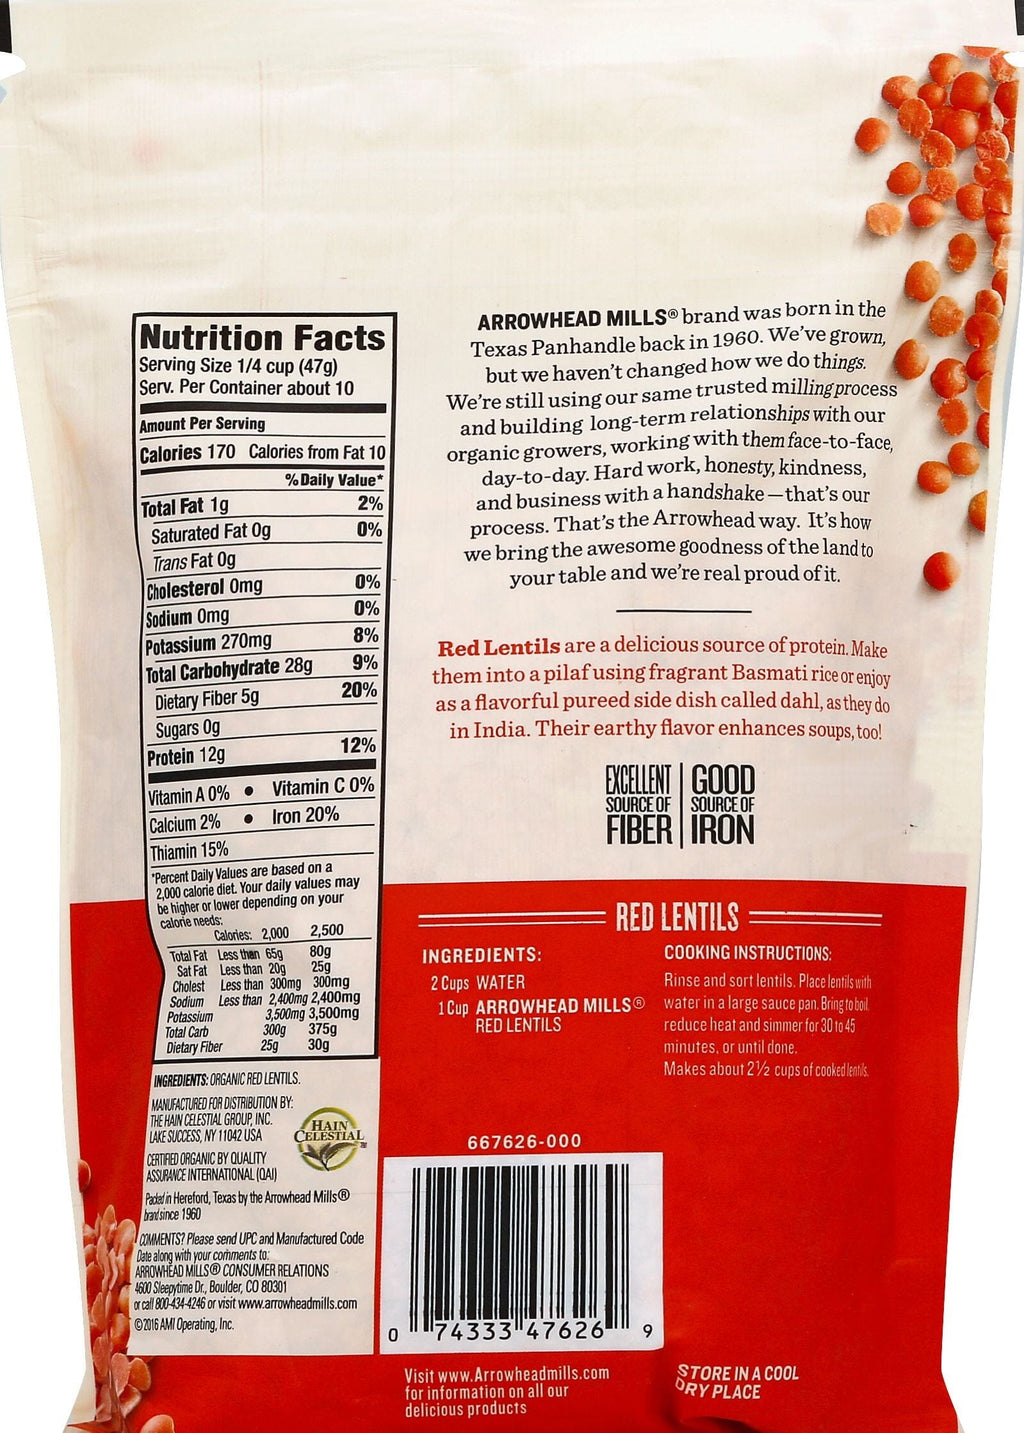 Nutrition Facts
Serving Size 1/4 cup (47g)
Serv. Per Container about 10
Amount Per Serving
Calories 170 Calories from Fat 10
% Daily Value*
Total Fat 1g 2%
Saturated Fat 0g 0%
Trans Fat 0g
Cholesterol 0mg 0%
Sodium 0mg 0%
Potassium 270mg 8%
Total Carbohydrate 28g 9%
Dietary Fiber 5g 20%
Sugars 0g
Protein 12g 12%
Vitamin A 0% • Vitamin C 0%
Calcium 2% • Iron 20%
Thiamin 15%
*Percent Daily Values are based on a
2,000 calorie diet. Your daily values may
be higher or lower depending on your
calorie needs:
Calories: 2,000 2,500
Total Fat Less than 65g 80g
Sat Fat Less than 20g 25g
Cholest Less than 300mg 300mg
Sodium Less than 2,400mg 2,400mg
Potassium 3,500mg 3,500mg
Total Carb 300g 375g
Dietary Fiber 25g 30g
INGREDIENTS: ORGANIC RED LENTILS.
MANUFACTURED FOR DISTRIBUTION BY:
THE HAIN CELESTIAL GROUP, INC.
LAKE SUCCESS, NY 11042 USA
HAIN
CELESTIAL™
CERTIFIED ORGANIC BY QUALITY
ASSURANCE INTERNATIONAL (QAI)
Packed in Hereford, Texas by the Arrowhead Mills®
brand since 1960
COMMENTS? Please send UPC and Manufactured Code
Date along with your comments to:
ARROWHEAD MILLS® CONSUMER RELATIONS
4600 Sleepytime Dr., Boulder, CO 80301
or call 800-434-4246 or visit www.arrowheadmills.com
©2016 AMI Operating, Inc.
ARROWHEAD MILLS® brand was born in the
Texas Panhandle back in 1960. We've grown,
but we haven't changed how we do things.
We're still using our same trusted milling process
and building long-term relationships with our
organic growers, working with them face-to-face,
day-to-day. Hard work, honesty, kindness,
and business with a handshake—that's our
process. That's the Arrowhead way. It's how
we bring the awesome goodness of the land to
your table and we're real proud of it.
Red Lentils are a delicious source of protein. Make
them into a pilaf using fragrant Basmati rice or enjoy
as a flavorful pureed side dish called dahl, as they do
in India. Their earthy flavor enhances soups, too!
EXCELLENT
SOURCE OF
FIBER
GOOD
SOURCE OF
IRON
RED LENTILS
INGREDIENTS:
2 Cups WATER
1 Cup ARROWHEAD MILLS®
RED LENTILS
COOKING INSTRUCTIONS:
Rinse and sort lentils. Place lentils with
water in a large sauce pan. Bring to boil,
reduce heat and simmer for 30 to 45
minutes, or until done.
Makes about 2½ cups of cooked lentils.
667626-000
0 74333 47626 9
Visit www.Arrowheadmills.com
for information on all our
delicious products
STORE IN A COOL
DRY PLACE